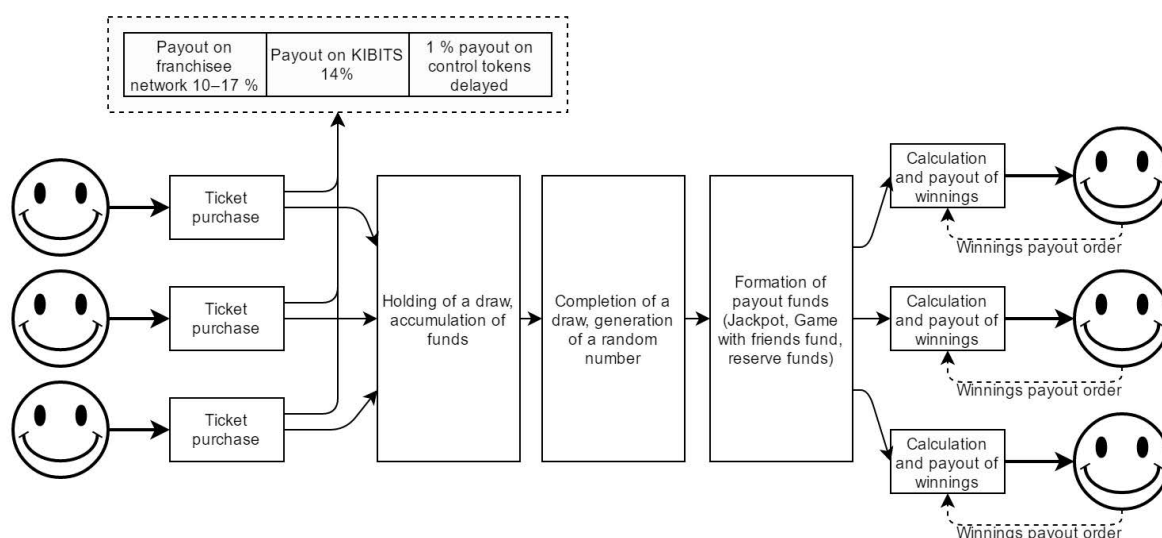 Payout on
franchisee
network 10–17 %
Payout on KIBITS
14%
1 % payout on
control tokens
delayed
Ticket
purchase
Ticket
purchase
Ticket
purchase
Holding of a draw,
accumulation of
funds
Completion of a
draw, generation
of a random
number
Formation of
payout funds
(Jackpot, Game
with friends fund,
reserve funds)
Calculation
and payout of
winnings
Winnings payout order
Calculation
and payout of
winnings
Winnings payout order
Calculation
and payout of
winnings
Winnings payout order